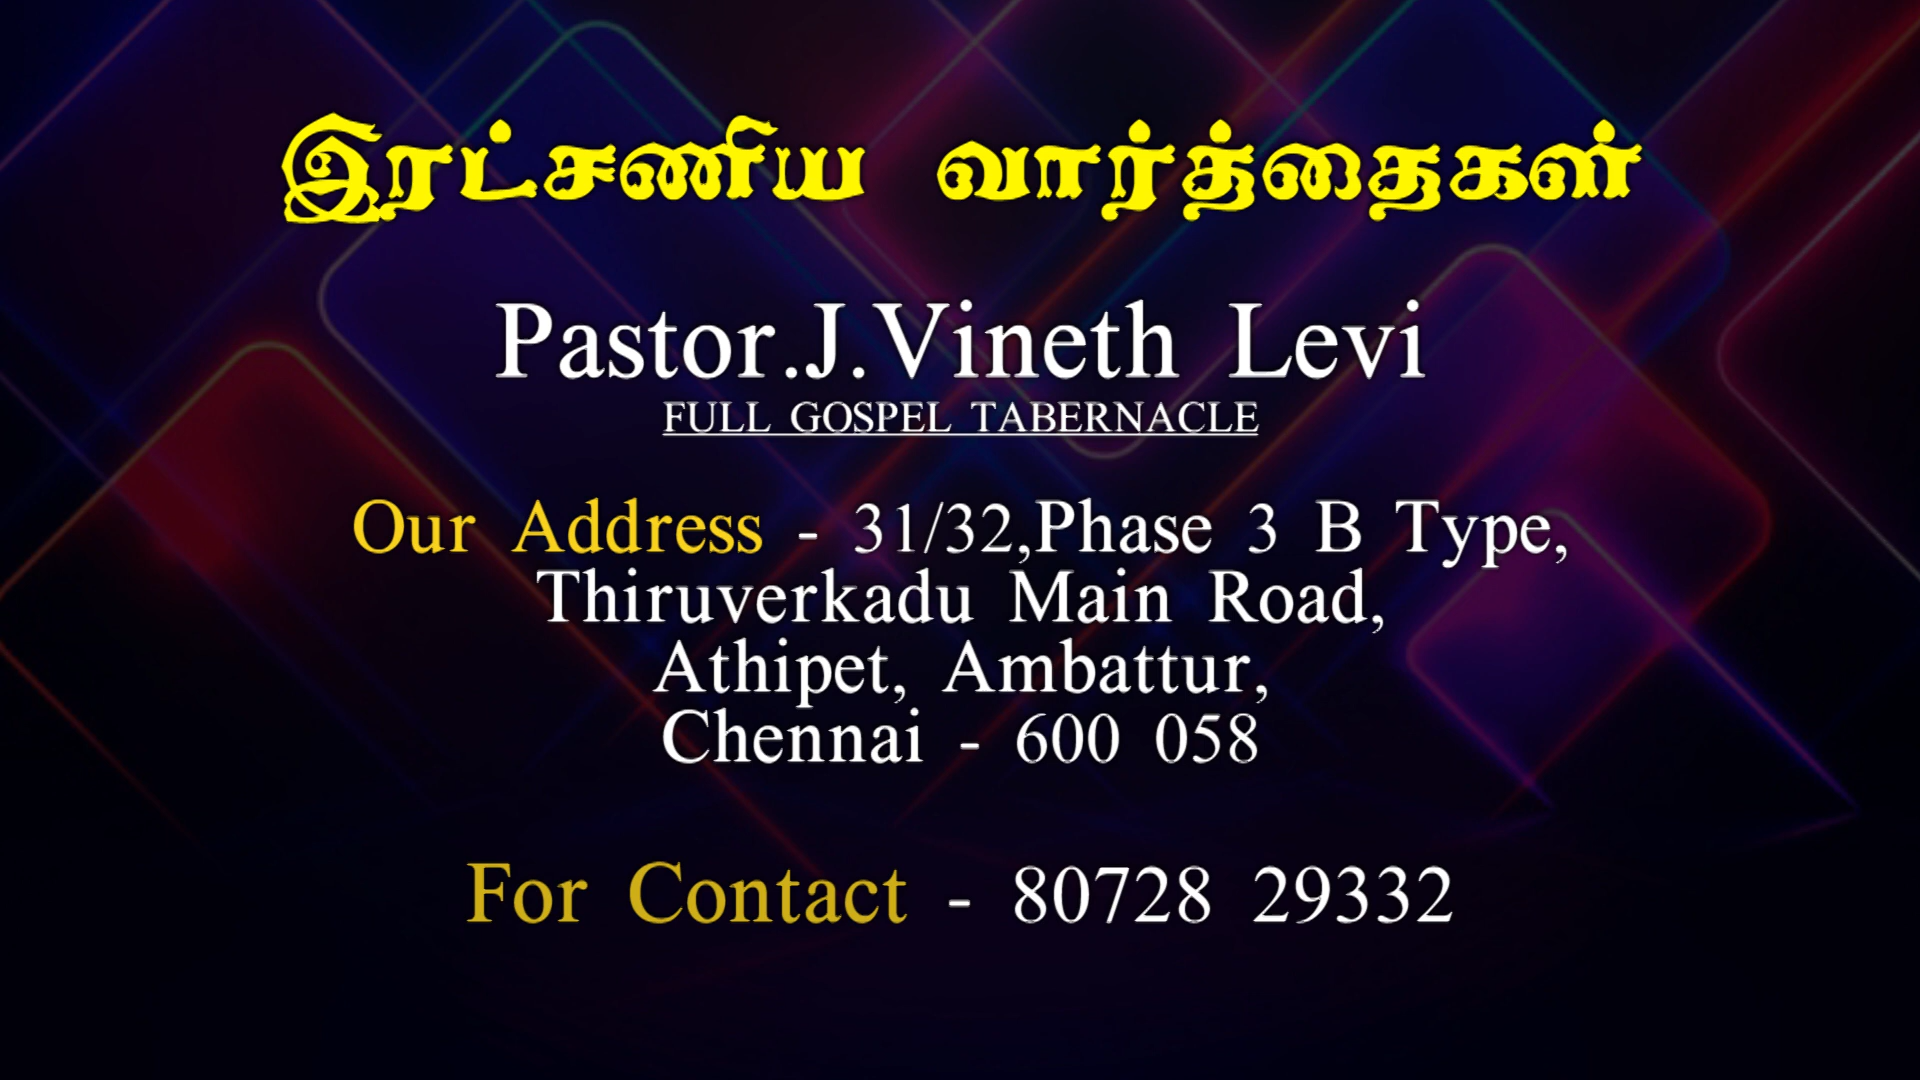 இரட்சணிய வார்த்தைகள்
Pastor.J.Vineth Levi
FULL GOSPEL TABERNACLE
Our Address - 31/32,Phase 3 B Type,
Thiruverkadu Main Road,
Athipet, Ambattur,
Chennai - 600 058
For Contact - 80728 29332